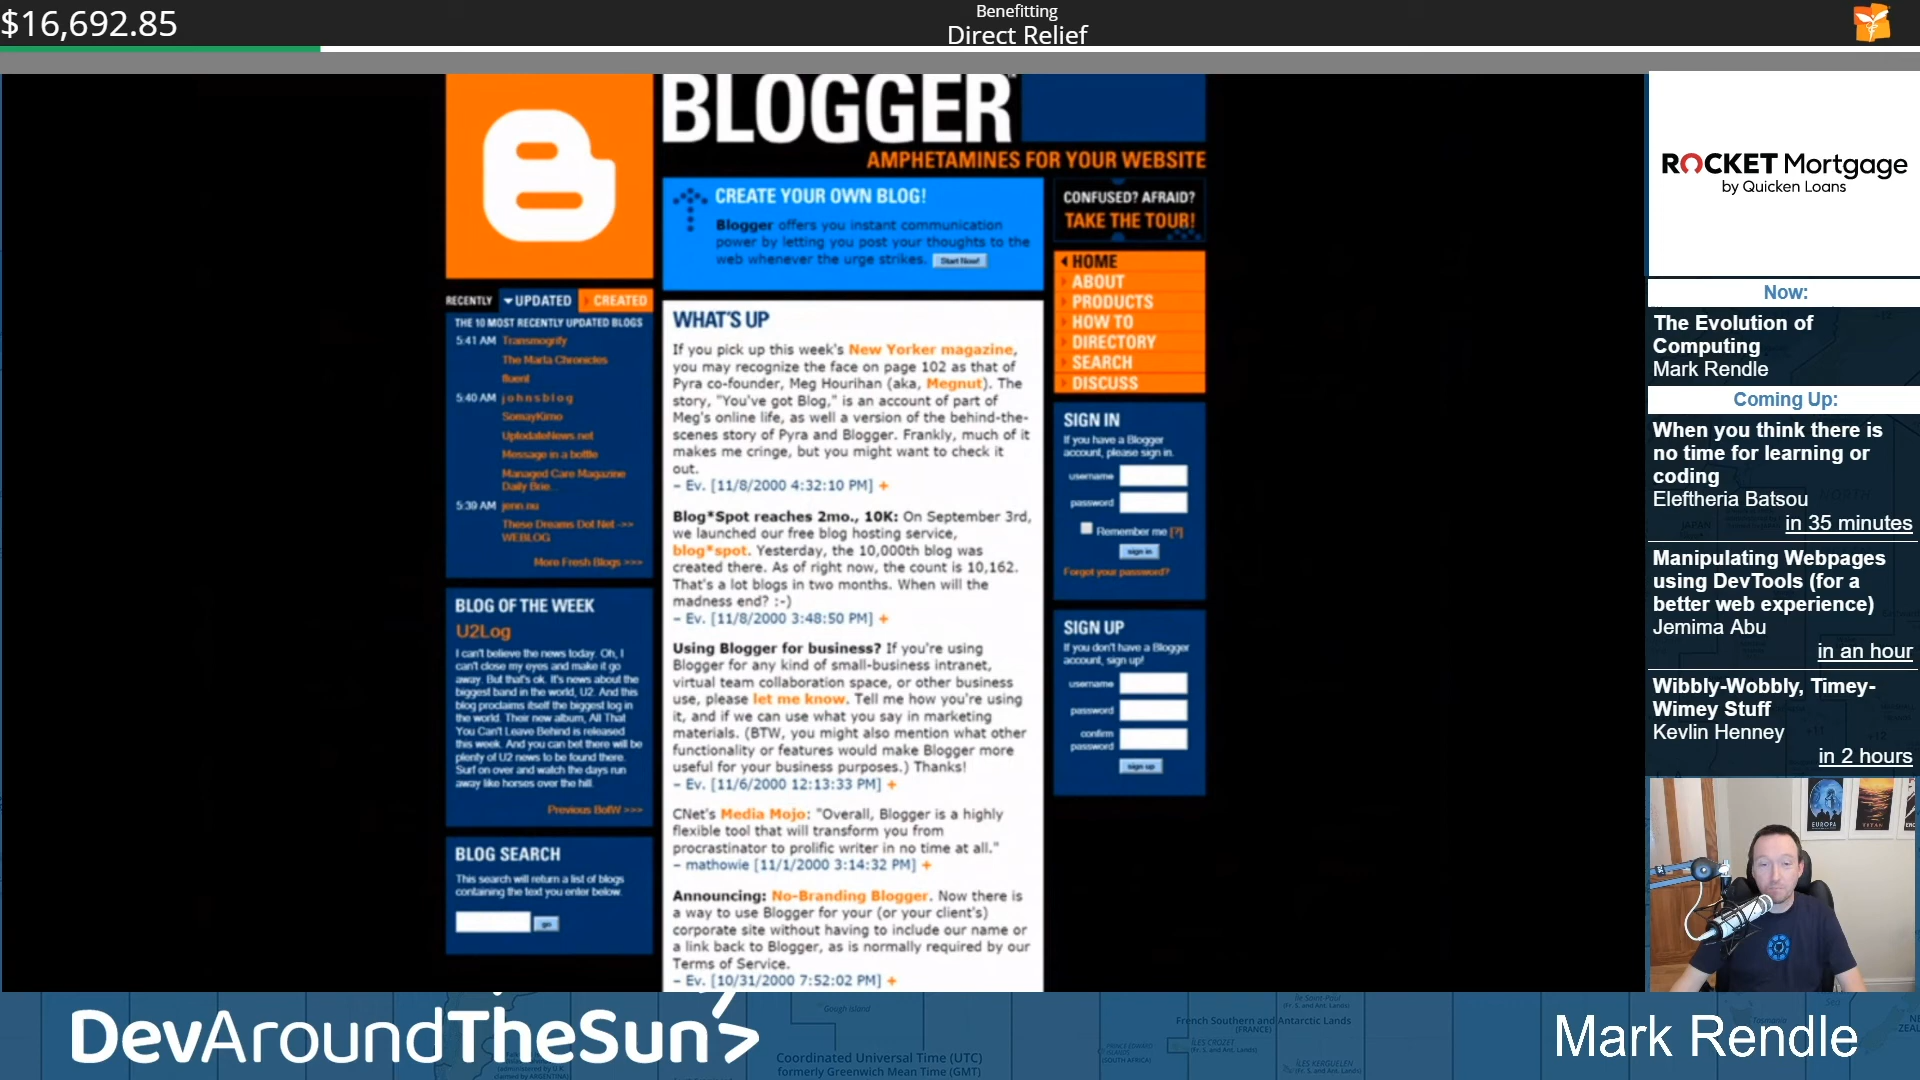 $16,692.85
Benefitting
Direct Relief
BLOGGER
AMPHETAMINES FOR YOUR WEBSITE
CREATE YOUR OWN BLOG!
Blogger offers you instant communication
power by letting you post your thoughts to the
web whenever the urge strikes. Start Now!
CONFUSED? AFRAID?
TAKE THE TOUR!
HOME
ABOUT
PRODUCTS
HOW TO
DIRECTORY
SEARCH
DISCUSS
RECENTLY UPDATED CREATED
THE 10 MOST RECENTLY UPDATED BLOGS
5:41 AM Transmogrify
The Marta Chronicles
fluent
5:40 AM johnsblog
SomayKimo
UptodateNews.net
Message in a bottle
Managed Care Magazine
Daily Brie...
5:39 AM jenn.nu
These Dreams Dot Net ->>
WEBLOG
More Fresh Blogs >>>
BLOG OF THE WEEK
U2Log
I can't believe the news today. Oh, I
can't close my eyes and make it go
away. But that's ok. It's news about the
biggest band in the world, U2. And this
blog proclaims itself the biggest log in
the world. Their new album, All That
You Can't Leave Behind is released
this week. And you can bet there will be
plenty of U2 news to be found there.
Surf on over and watch the days run
away like horses over the hill.
Previous BotW >>>
BLOG SEARCH
This search will return a list of blogs
containing the text you enter below.
go
WHAT'S UP
If you pick up this week's New Yorker magazine,
you may recognize the face on page 102 as that of
Pyra co-founder, Meg Hourihan (aka, Megnut). The
story, "You've got Blog," is an account of part of
Meg's online life, as well a version of the behind-the-
scenes story of Pyra and Blogger. Frankly, much of it
makes me cringe, but you might want to check it
out.
– Ev. [11/8/2000 4:32:10 PM] +
Blog*Spot reaches 2mo., 10K: On September 3rd,
we launched our free blog hosting service,
blog*spot. Yesterday, the 10,000th blog was
created there. As of right now, the count is 10,162.
That's a lot blogs in two months. When will the
madness end? :-)
– Ev. [11/8/2000 3:48:50 PM] +
Using Blogger for business? If you're using
Blogger for any kind of small-business intranet,
virtual team collaboration space, or other business
use, please let me know. Tell me how you're using
it, and if we can use what you say in marketing
materials. (BTW, you might also mention what other
functionality or features would make Blogger more
useful for your business purposes.) Thanks!
– Ev. [11/6/2000 12:13:33 PM] +
CNet's Media Mojo: "Overall, Blogger is a highly
flexible tool that will transform you from
procrastinator to prolific writer in no time at all."
– mathowie [11/1/2000 3:14:32 PM] +
Announcing: No-Branding Blogger. Now there is
a way to use Blogger for your (or your client's)
corporate site without having to include our name or
a link back to Blogger, as is normally required by our
Terms of Service.
– Ev. [10/31/2000 7:52:02 PM] +
SIGN IN
If you have a Blogger
account, please sign in.
username
password
Remember me [?]
sign in
Forgot your password?
SIGN UP
If you don't have a Blogger
account, sign up!
username
password
confirm
password
sign up
ROCKET Mortgage
by Quicken Loans
Now:
The Evolution of
Computing
Mark Rendle
Coming Up:
When you think there is
no time for learning or
coding
Eleftheria Batsou
in 35 minutes
Manipulating Webpages
using DevTools (for a
better web experience)
Jemima Abu
in an hour
Wibbly-Wobbly, Timey-
Wimey Stuff
Kevlin Henney
in 2 hours
EUROPA
TITAN
DevAroundTheSun
Gough Island
Coordinated Universal Time (UTC)
formerly Greenwich Mean Time (GMT)
French Southern and Antarctic Lands
(FRANCE)
Mark Rendle